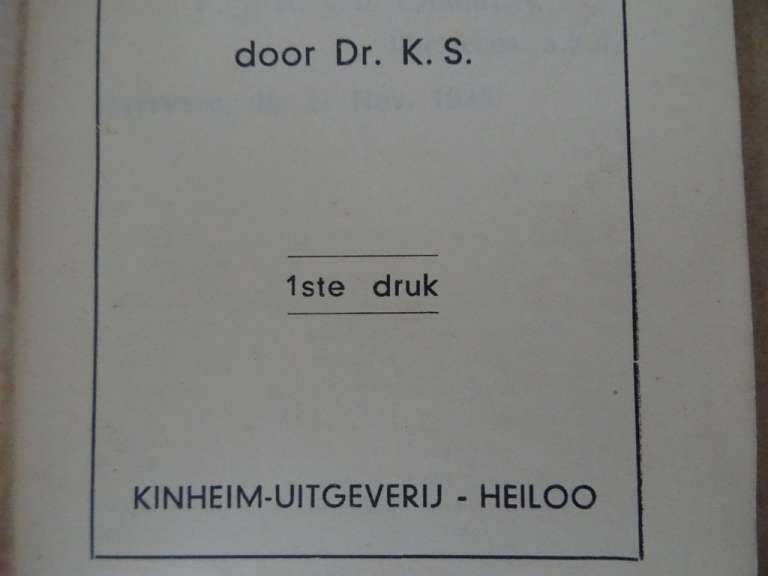 door Dr. K. S.
1ste druk
KINHEIM-UITGEVERIJ - HEILOO